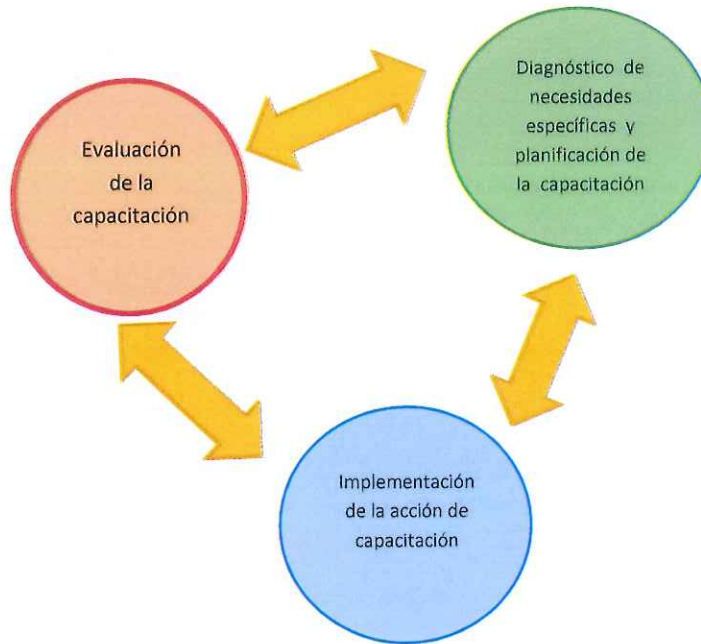 Evaluación
de la
capacitación
Diagnóstico de
necesidades
específicas y
planificación de
la capacitación
Implementación
de la acción de
capacitación